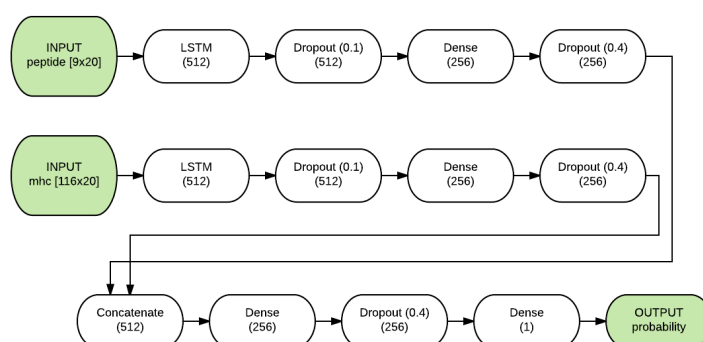 INPUT
peptide [9x20]
LSTM
(512)
Dropout (0.1)
(512)
Dense
(256)
Dropout (0.4)
(256)
INPUT
mhc [116x20]
LSTM
(512)
Dropout (0.1)
(512)
Dense
(256)
Dropout (0.4)
(256)
Concatenate
(512)
Dense
(256)
Dropout (0.4)
(256)
Dense
(1)
OUTPUT
probability